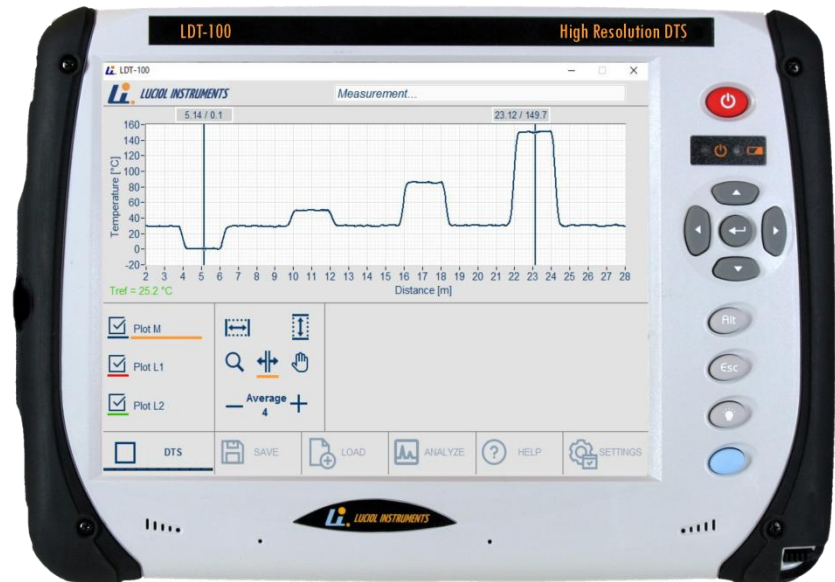 LDT-100
High Resolution DTS
Li. LDT-100
Li. LUCIOL INSTRUMENTS
Measurement...
5.14 / 0.1
23.12 / 149.7
Temperature [°C]
160
140
120
100
80
60
40
20
0
-20
2 3 4 5 6 7 8 9 10 11 12 13 14 15 16 17 18 19 20 21 22 23 24 25 26 27 28
Tref = 25.2 °C
Distance [m]
Plot M
Plot L1
Plot L2
Average
4
DTS
SAVE
LOAD
ANALYZE
HELP
SETTINGS
Alt
Esc
Li. LUCIOL INSTRUMENTS